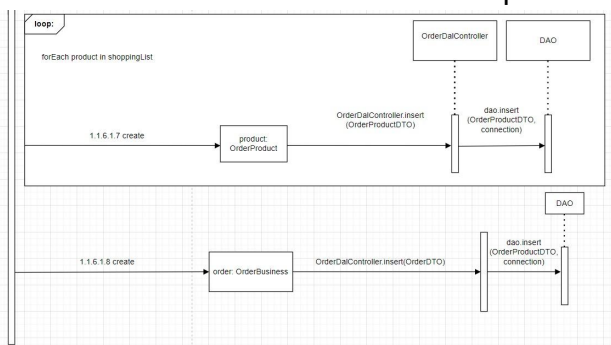 loop:
forEach product in shoppingList
OrderDalController
DAO
1.1.6.1.7 create
product:
OrderProduct
OrderDalController.insert
(OrderProductDTO)
dao.insert
(OrderProductDTO,
connection)
DAO
1.1.6.1.8 create
order: OrderBusiness
OrderDalController.insert(OrderDTO)
dao.insert
(OrderProductDTO,
connection)